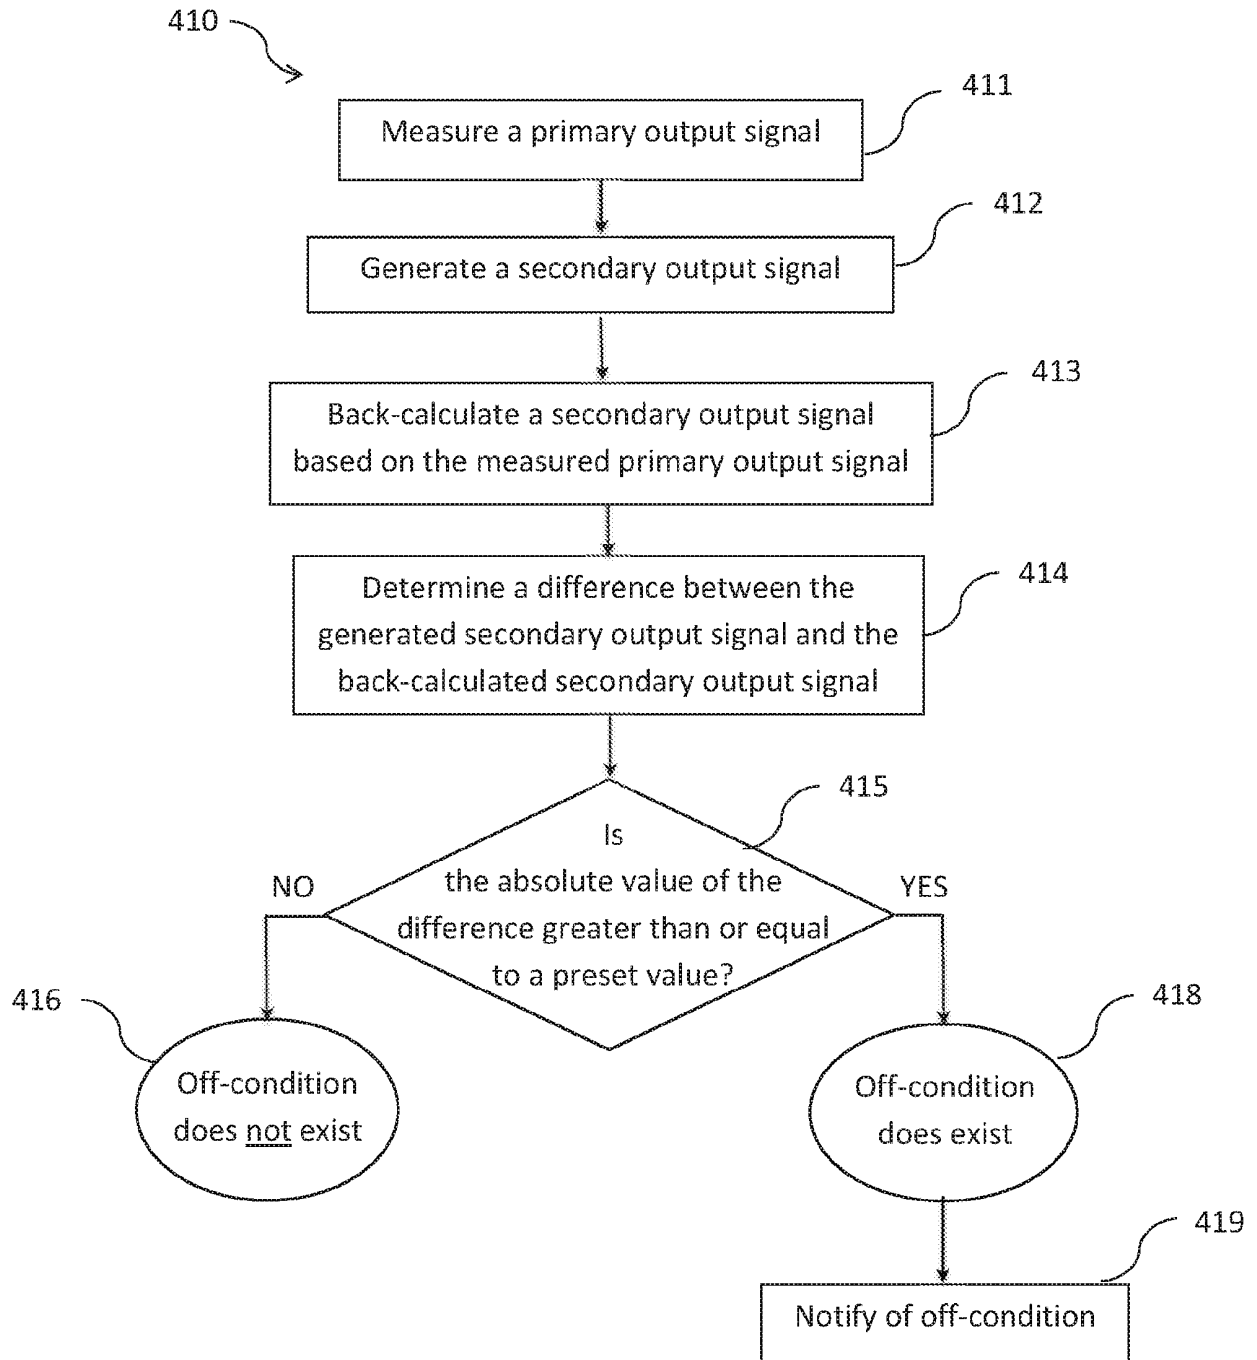 410
411
Measure a primary output signal
412
Generate a secondary output signal
413
Back-calculate a secondary output signal
based on the measured primary output signal
414
Determine a difference between the
generated secondary output signal and the
back-calculated secondary output signal
415
Is
the absolute value of the
difference greater than or equal
to a preset value?
NO
YES
416
Off-condition
does not exist
418
Off-condition
does exist
419
Notify of off-condition